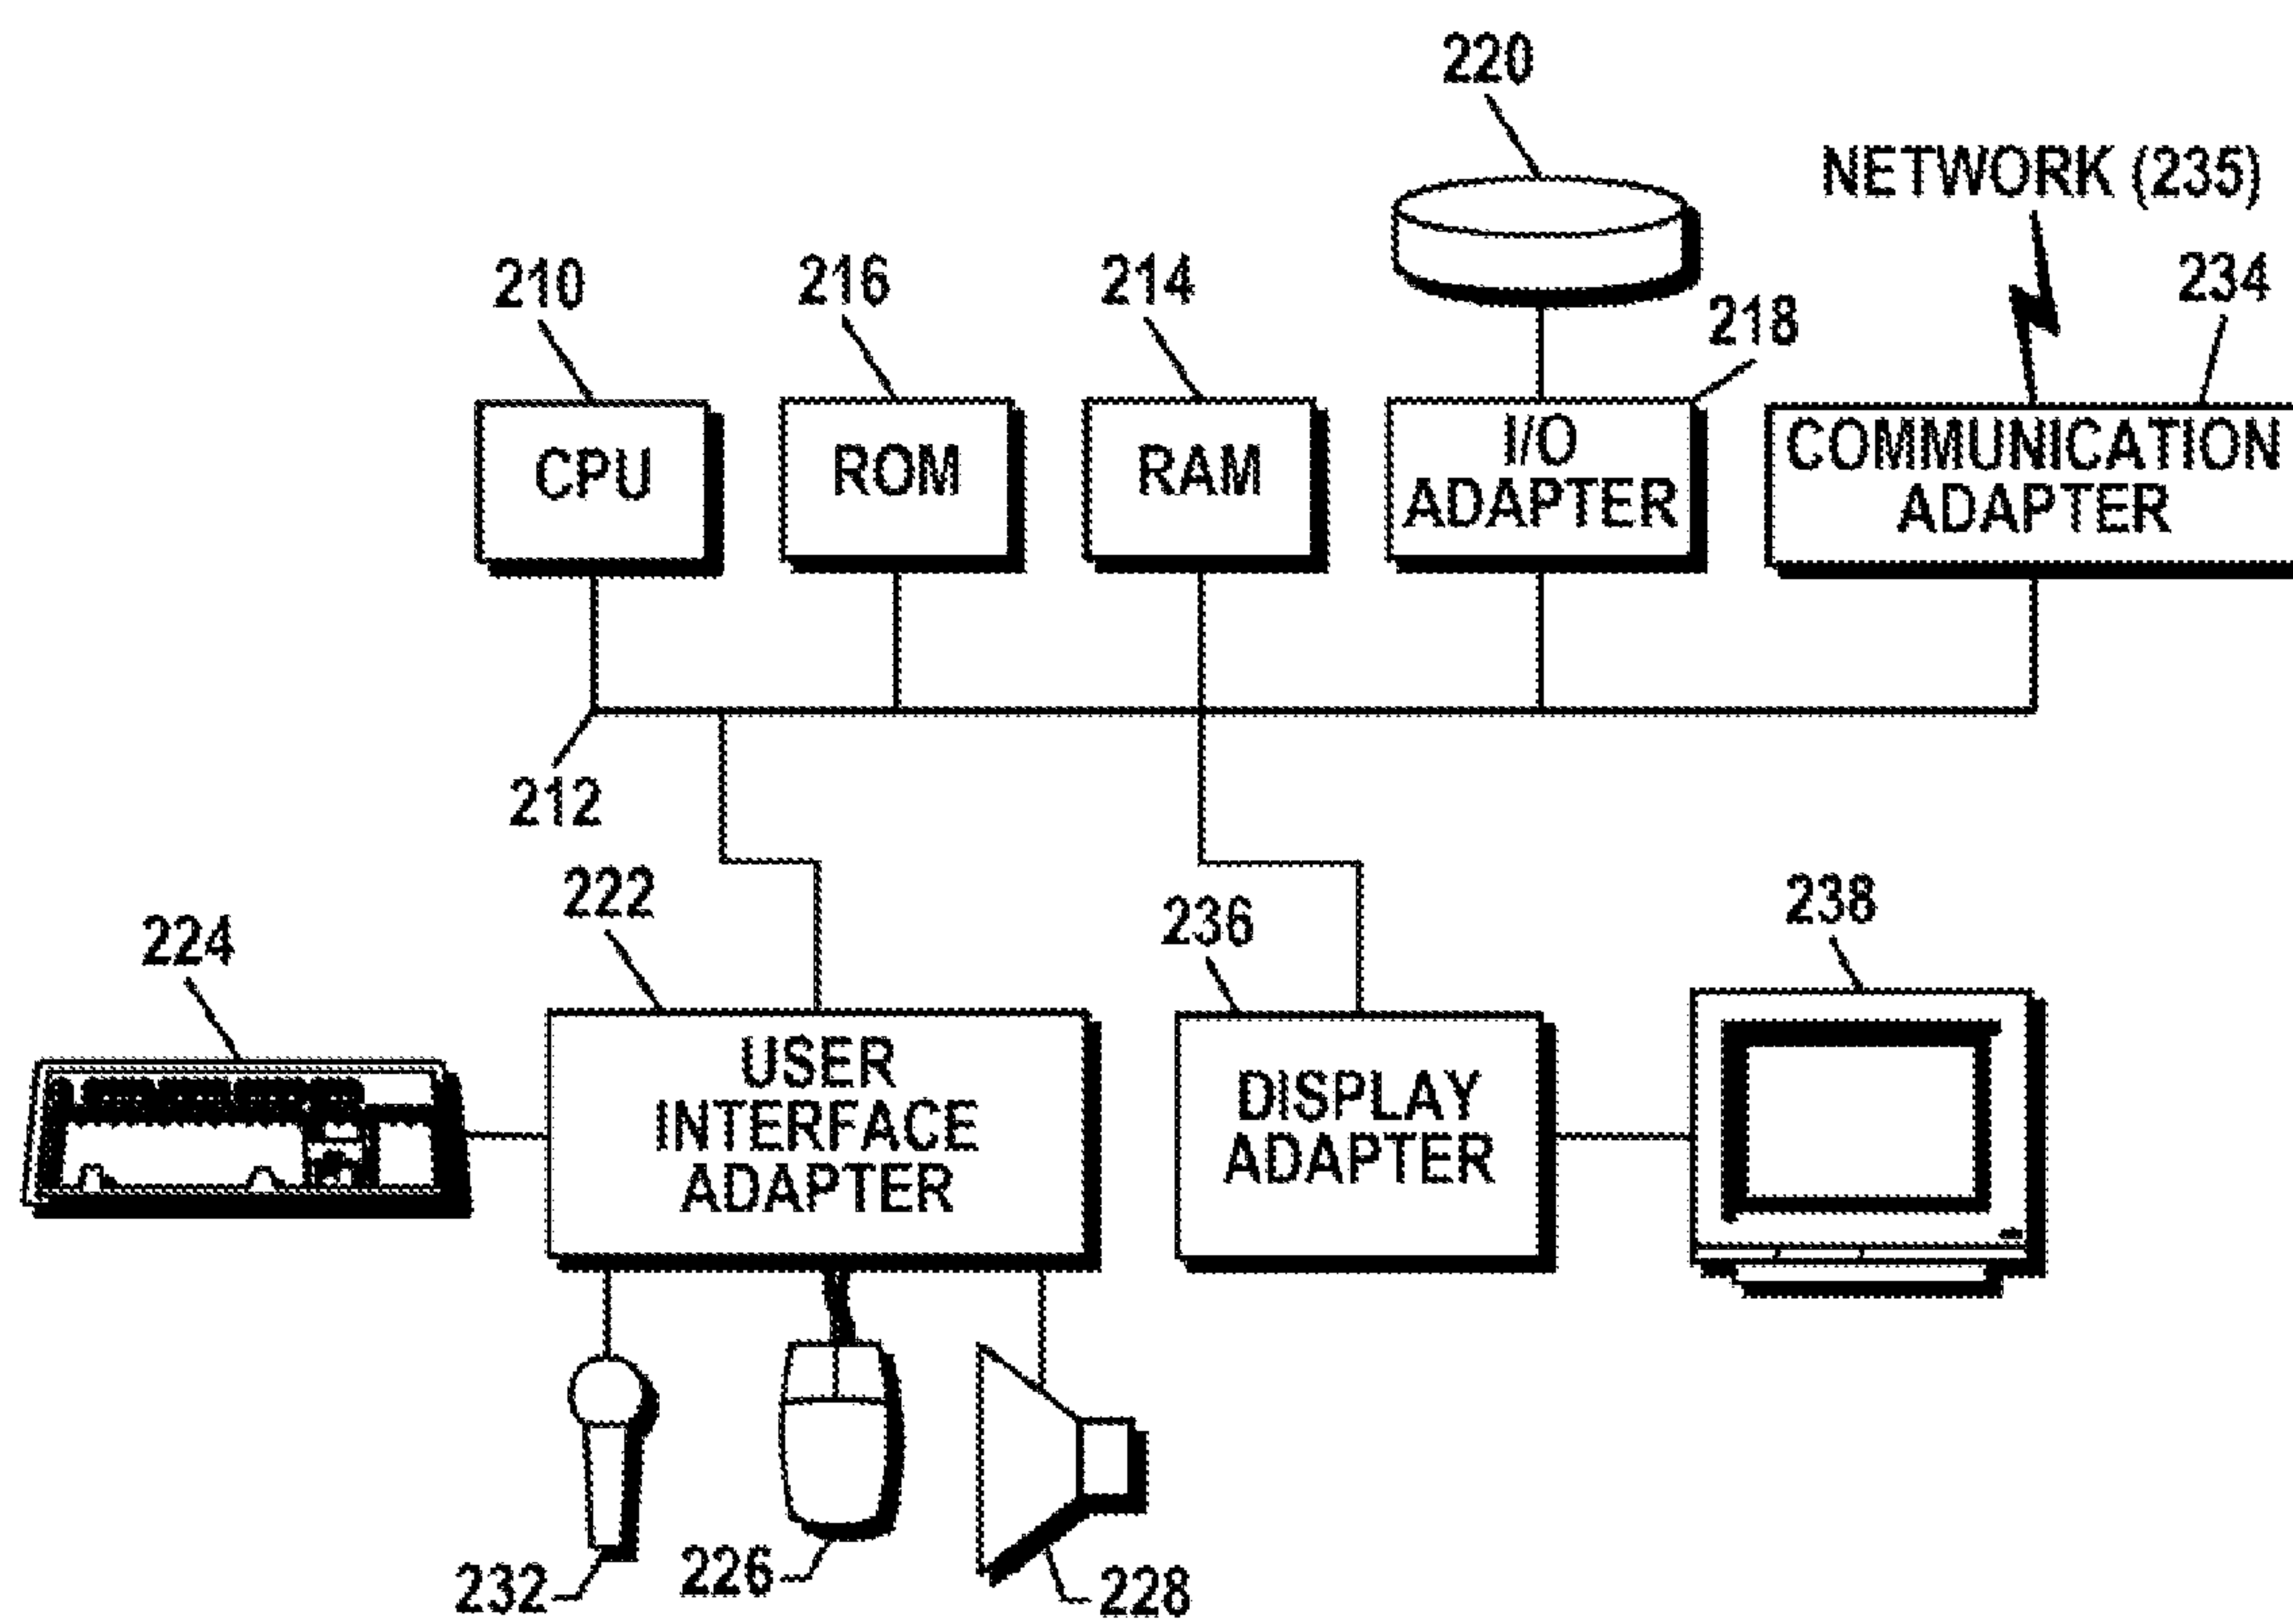 220
NETWORK (235)
210
216
214
218
234
CPU
ROM
RAM
I/O
ADAPTER
COMMUNICATION
ADAPTER
212
222
224
236
238
USER
INTERFACE
ADAPTER
DISPLAY
ADAPTER
232
226
228